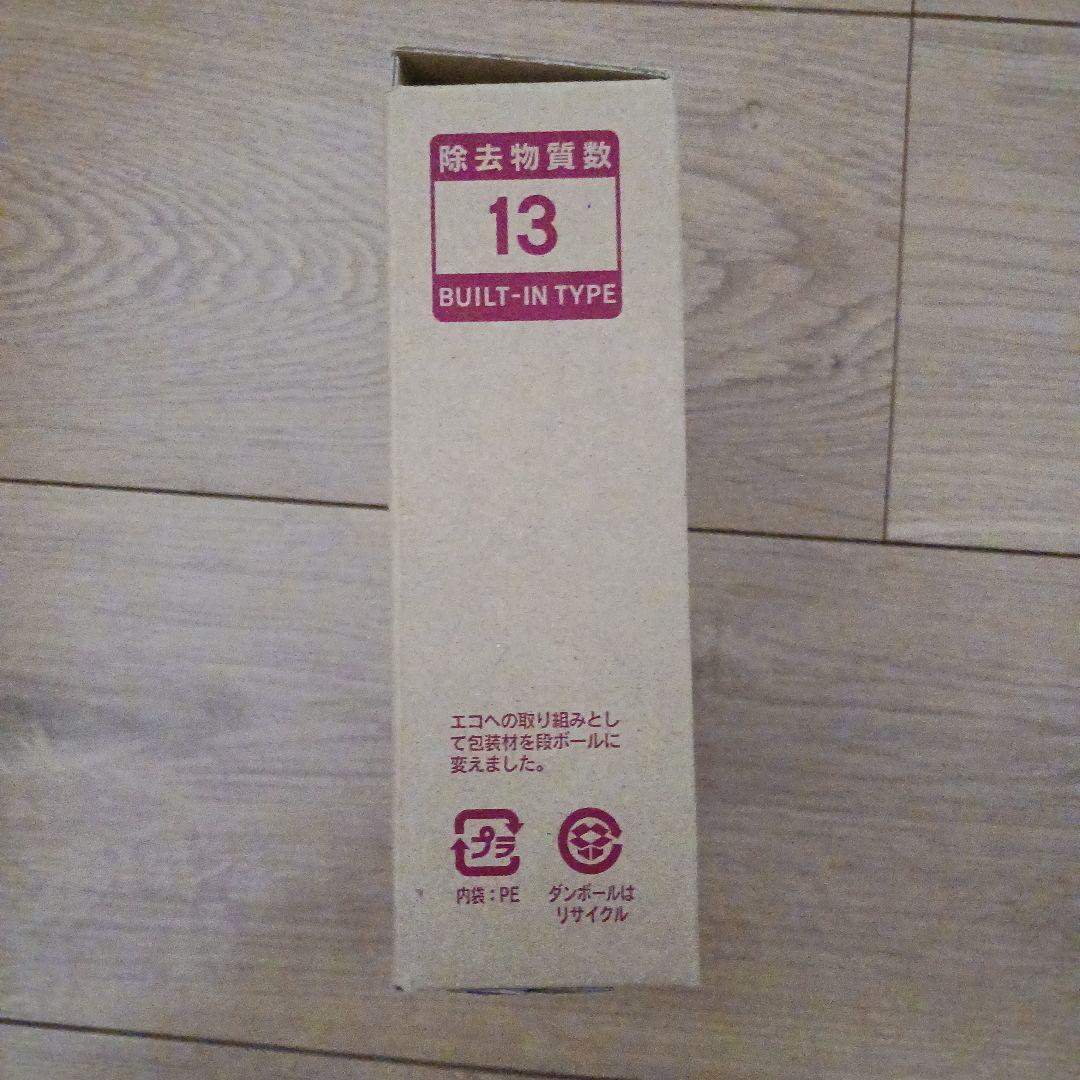 除去物質数
13
BUILT-IN TYPE
エコへの取り組みとし
て包装材を段ボールに
変えました。
プラ
内袋：PE
ダンボールは
リサイクル